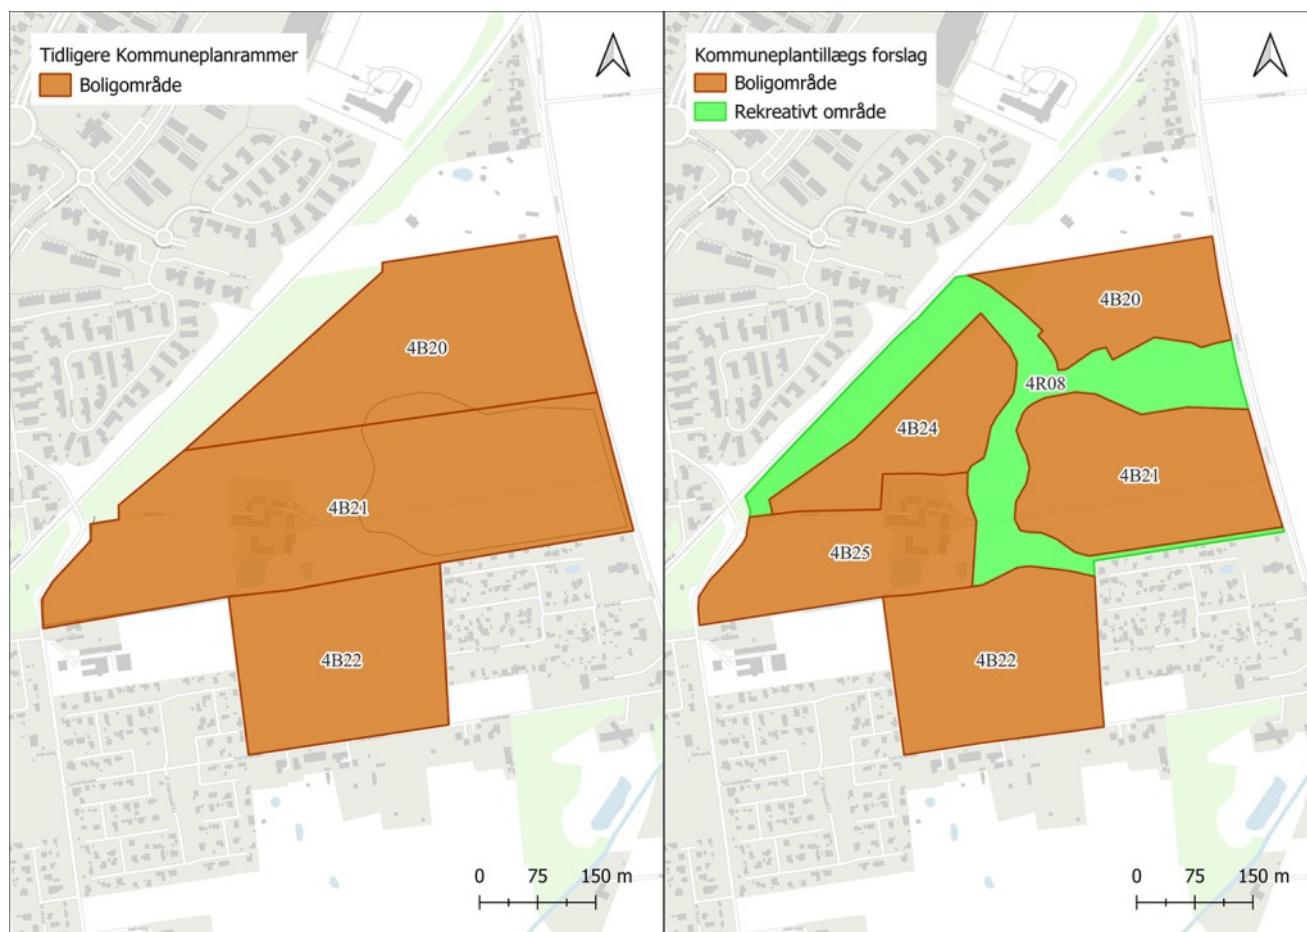 Tidligere Kommuneplanrammer
Boligområde
4B20
4B21
4B22
0 75 150 m
Kommuneplantillægs forslag
Boligområde
Rekreativt område
4B20
4R08
4B24
4B21
4B25
4B22
0 75 150 m